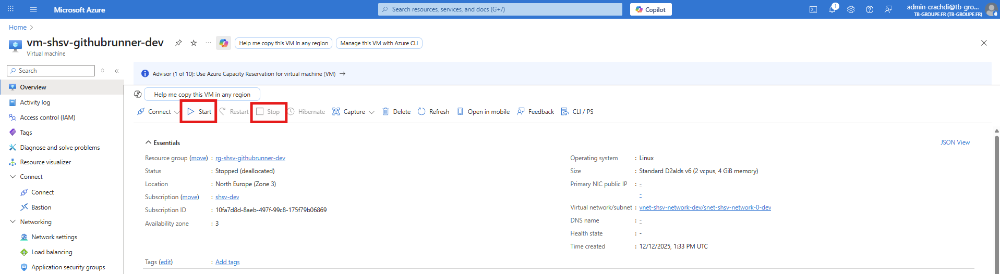 Microsoft Azure
Search resources, services, and docs (G+/)
Copilot
1
admin-crachdi@tb-gro...
TB-GROUPE.FR (TB-GROUPE.FR)
Home
vm-shsv-githubrunner-dev
Virtual machine
Help me copy this VM in any region
Manage this VM with Azure CLI
Search
Advisor (1 of 10): Use Azure Capacity Reservation for virtual machine (VM)
Help me copy this VM in any region
Connect
Start
Restart
Stop
Hibernate
Capture
Delete
Refresh
Open in mobile
Feedback
CLI / PS
Overview
Activity log
Access control (IAM)
Tags
Diagnose and solve problems
Resource visualizer
Connect
Connect
Bastion
Networking
Network settings
Load balancing
Application security groups
Essentials
JSON View
Resource group (move) : rg-shsv-githubrunner-dev
Status : Stopped (deallocated)
Location : North Europe (Zone 3)
Subscription (move) : shsv-dev
Subscription ID : 10fa7d8d-8aeb-497f-99c8-175f79b06869
Availability zone : 3
Operating system : Linux
Size : Standard D2alds v6 (2 vcpus, 4 GiB memory)
Primary NIC public IP : -
-
Virtual network/subnet : vnet-shsv-network-dev/snet-shsv-network-0-dev
DNS name : -
Health state : -
Time created : 12/12/2025, 1:33 PM UTC
Tags (edit) : Add tags